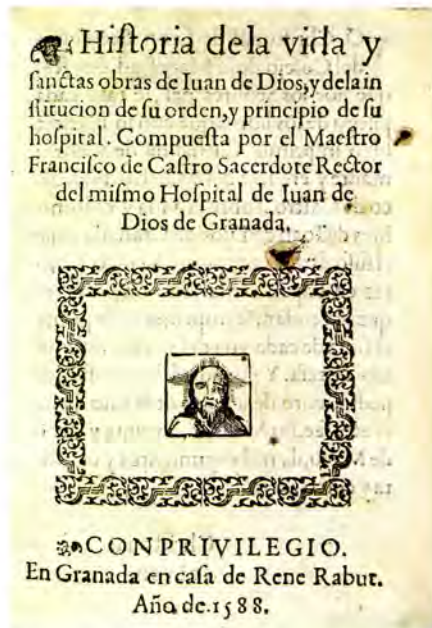 Hiſtoria dela vida y
ſanctas obras de Iuan de Dios,y dela in
ſtitucion de ſu orden,y principio de ſu
hoſpital. Compueſta por el Maeſtro
Franciſco de Caſtro Sacerdote Rector
del miſmo Hoſpital de Iuan de
Dios de Granada.
CON PRIVILEGIO.
En Granada en caſa de Rene Rabut.
Año de.1588.